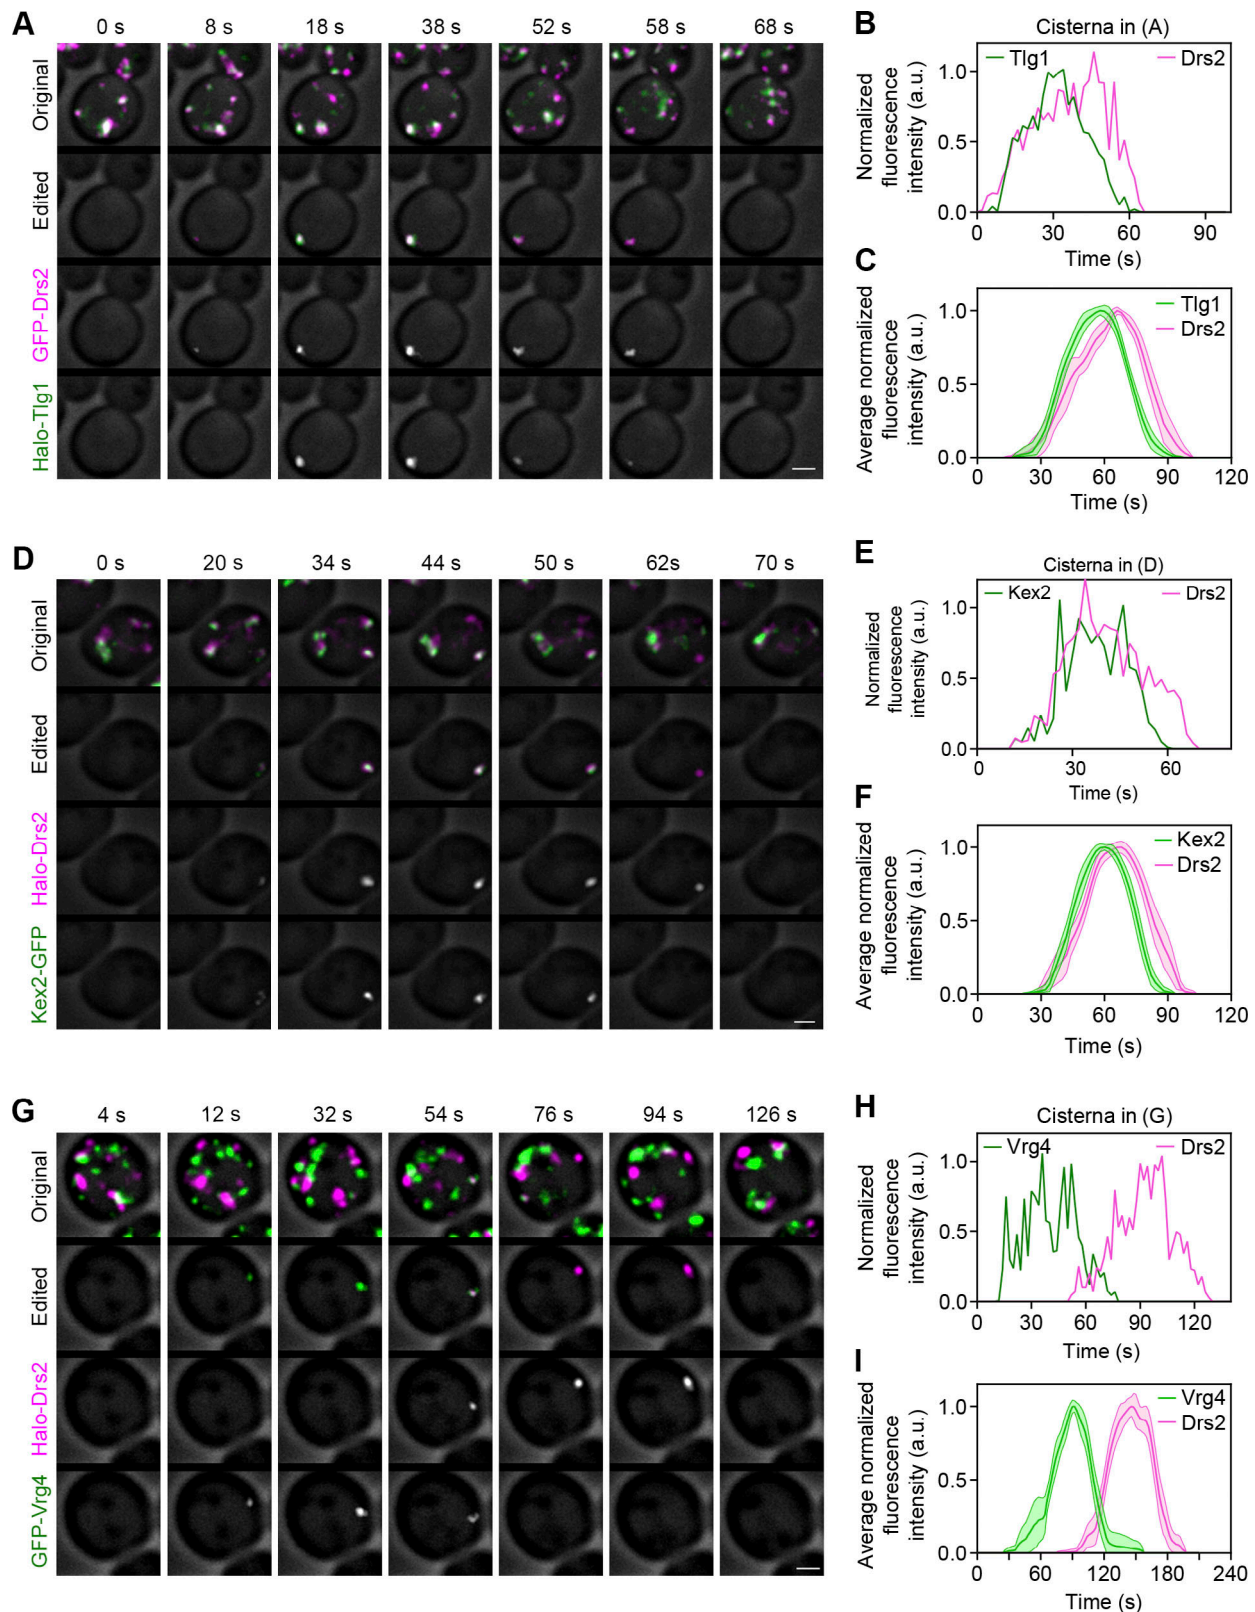 A
0 s 8 s 18 s 38 s 52 s 58 s 68 s
Original
Edited
GFP-Drs2
Halo-Tlg1
B
Cisterna in (A)
Tlg1 Drs2
Normalized
fluorescence
intensity (a.u.)
1.0
0.5
0.0
0 30 60 90
Time (s)
C
Tlg1
Drs2
Average normalized
fluorescence
intensity (a.u.)
1.0
0.5
0.0
0 30 60 90 120
Time (s)
D
0 s 20 s 34 s 44 s 50 s 62s 70 s
Original
Edited
Halo-Drs2
Kex2-GFP
E
Cisterna in (D)
Kex2 Drs2
Normalized
fluorescence
intensity (a.u.)
1.0
0.5
0.0
0 30 60
Time (s)
F
Kex2
Drs2
Average normalized
fluorescence
intensity (a.u.)
1.0
0.5
0.0
0 30 60 90 120
Time (s)
G
4 s 12 s 32 s 54 s 76 s 94 s 126 s
Original
Edited
Halo-Drs2
GFP-Vrg4
H
Cisterna in (G)
Vrg4 Drs2
Normalized
fluorescence
intensity (a.u.)
1.0
0.5
0.0
0 30 60 90 120
Time (s)
I
Vrg4
Drs2
Average normalized
fluorescence
intensity (a.u.)
1.0
0.5
0.0
0 60 120 180 240
Time (s)